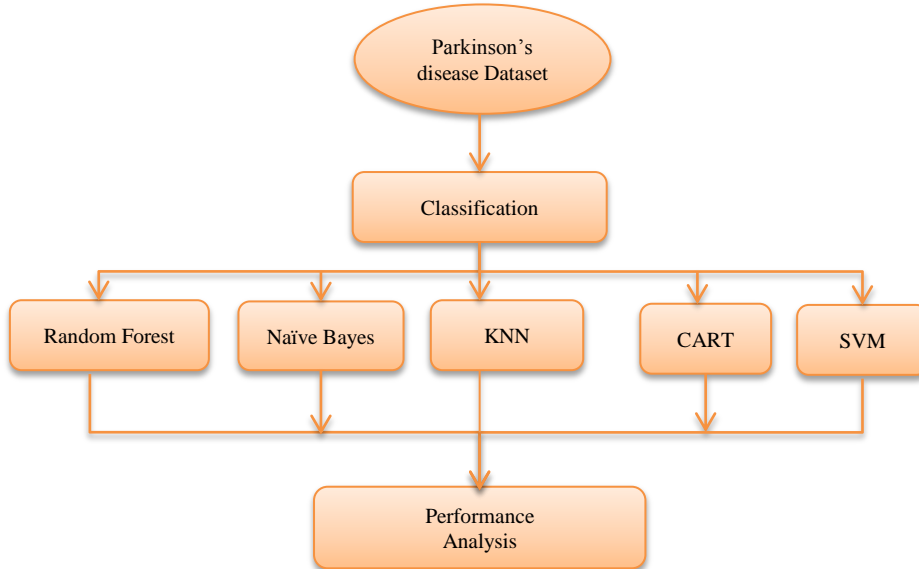 Parkinson’s
disease Dataset
Classification
Random Forest
Naïve Bayes
KNN
CART
SVM
Performance
Analysis